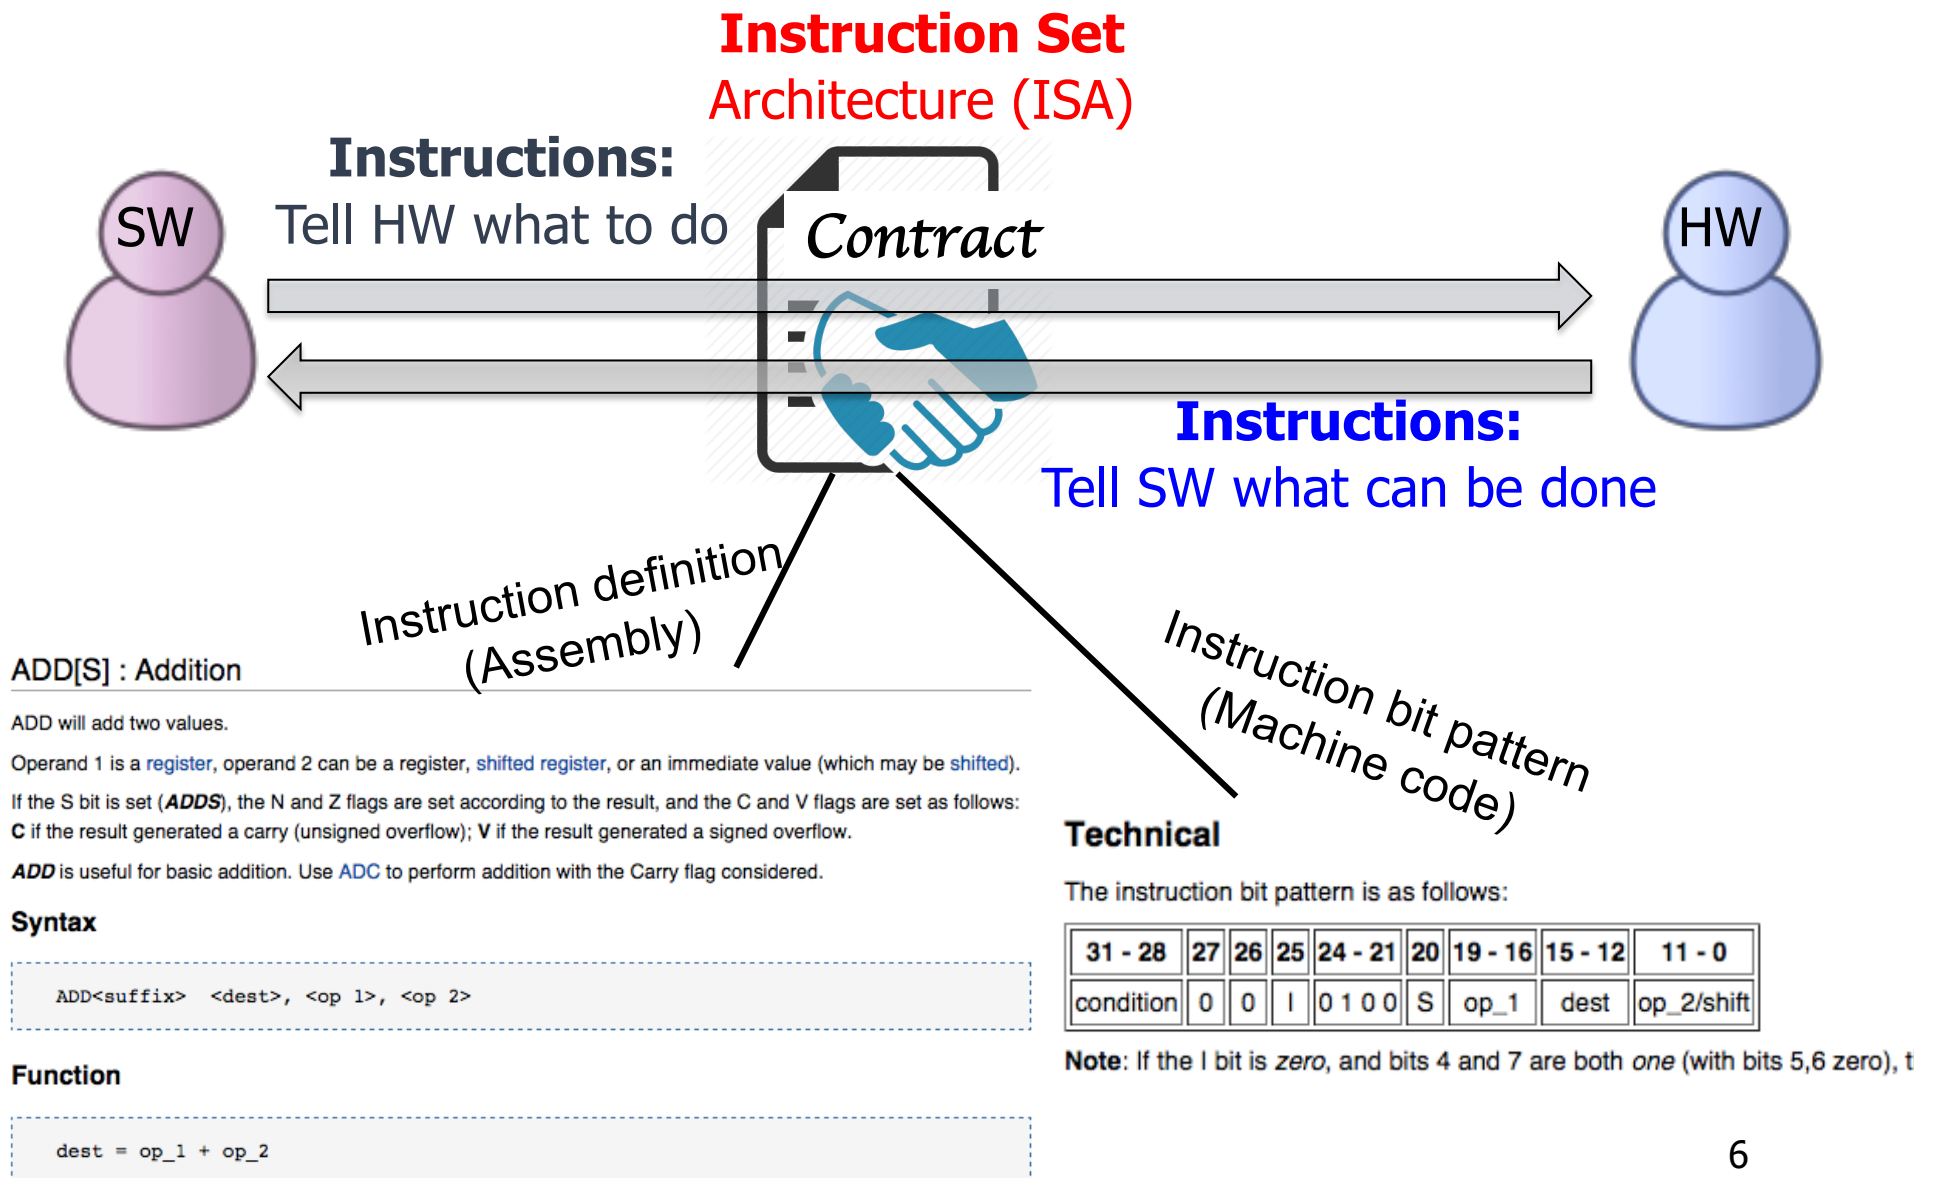 Instruction Set
Architecture (ISA)
Instructions:
Tell HW what to do
SW
Contract
HW
Instructions:
Tell SW what can be done
Instruction definition
(Assembly)
Instruction bit pattern
(Machine code)
ADD[S] : Addition
ADD will add two values.
Operand 1 is a register, operand 2 can be a register, shifted register, or an immediate value (which may be shifted).
If the S bit is set (ADDS), the N and Z flags are set according to the result, and the C and V flags are set as follows:
C if the result generated a carry (unsigned overflow); V if the result generated a signed overflow.
ADD is useful for basic addition. Use ADC to perform addition with the Carry flag considered.
Syntax
ADD<suffix> <dest>, <op 1>, <op 2>
Function
dest = op_1 + op_2
Technical
The instruction bit pattern is as follows:
31 - 28 27 26 25 24 - 21 20 19 - 16 15 - 12 11 - 0
condition 0 0 I 0 1 0 0 S op_1 dest op_2/shift
Note: If the I bit is zero, and bits 4 and 7 are both one (with bits 5,6 zero), t
6